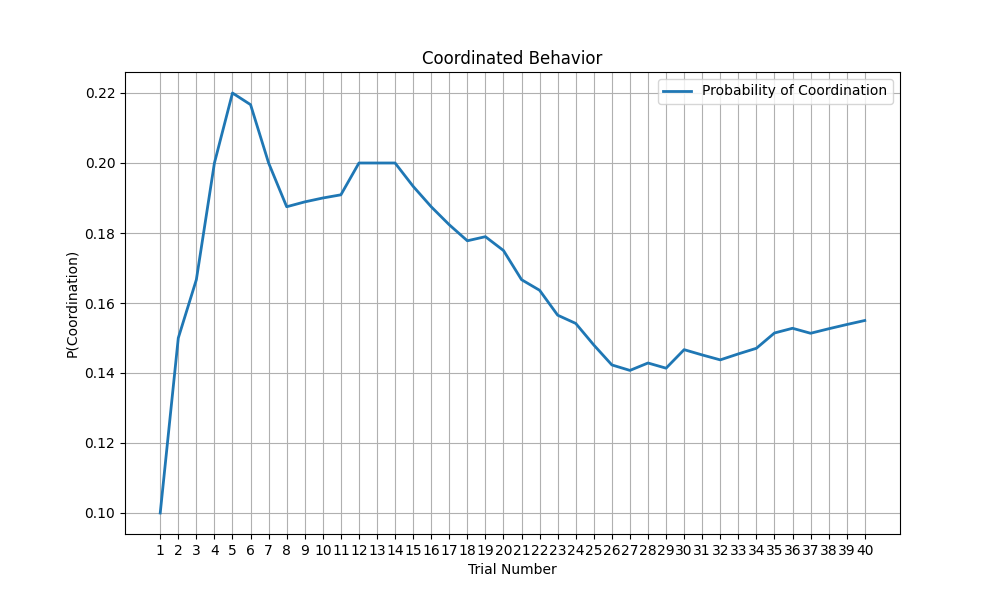 Coordinated Behavior
Probability of Coordination
P(Coordination)
0.22
0.20
0.18
0.16
0.14
0.12
0.10
1 2 3 4 5 6 7 8 9 10 11 12 13 14 15 16 17 18 19 20 21 22 23 24 25 26 27 28 29 30 31 32 33 34 35 36 37 38 39 40
Trial Number